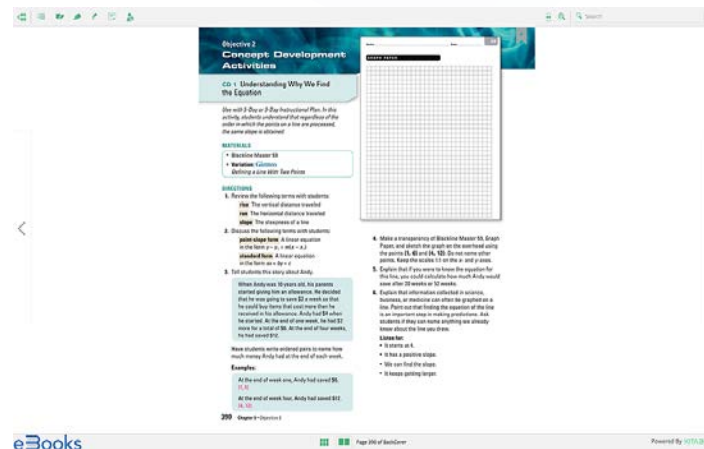 Search
Objective 2
Concept Development
Activities
CD 1 Understanding Why We Find
the Equation
Use with 5-Day or 3-Day Instructional Plan. In this
activity, students understand that regardless of the
order in which the points on a line are processed,
the same slope is obtained.
MATERIALS
• Blackline Master 59
• Variation: Gizmos
Defining a Line With Two Points
DIRECTIONS
1. Review the following terms with students:
rise The vertical distance traveled
run The horizontal distance traveled
slope The steepness of a line
2. Discuss the following terms with students:
point-slope form A linear equation
in the form y − y₁ = m(x − x₁)
standard form A linear equation
in the form ax + by = c
3. Tell students this story about Andy.
When Andy was 10 years old, his parents
started giving him an allowance. He decided
that he was going to save $2 a week so that
he could buy items that cost more than he
received in his allowance. Andy had $4 when
he started. At the end of one week, he had $2
more for a total of $6. At the end of four weeks,
he had saved $12.
Have students write ordered pairs to name how
much money Andy had at the end of each week.
Examples:
At the end of week one, Andy had saved $6.
(1, 6)
At the end of week four, Andy had saved $12.
(4, 12)
398 Chapter 5 • Objective 2
Name
Date
GRAPH PAPER
4. Make a transparency of Blackline Master 59, Graph
Paper, and sketch the graph on the overhead using
the points (1, 6) and (4, 12). Do not name other
points. Keep the scales 1:1 on the x- and y-axes.
5. Explain that if you were to know the equation for
this line, you could calculate how much Andy would
save after 20 weeks or 52 weeks.
6. Explain that information collected in science,
business, or medicine can often be graphed on a
line. Point out that finding the equation of the line
is an important step in making predictions. Ask
students if they can name anything we already
know about the line you drew.
Listen for:
• It starts at 4.
• It has a positive slope.
• We can find the slope.
• It keeps getting larger.
eBooks
Page 398 of BackCover
Powered By